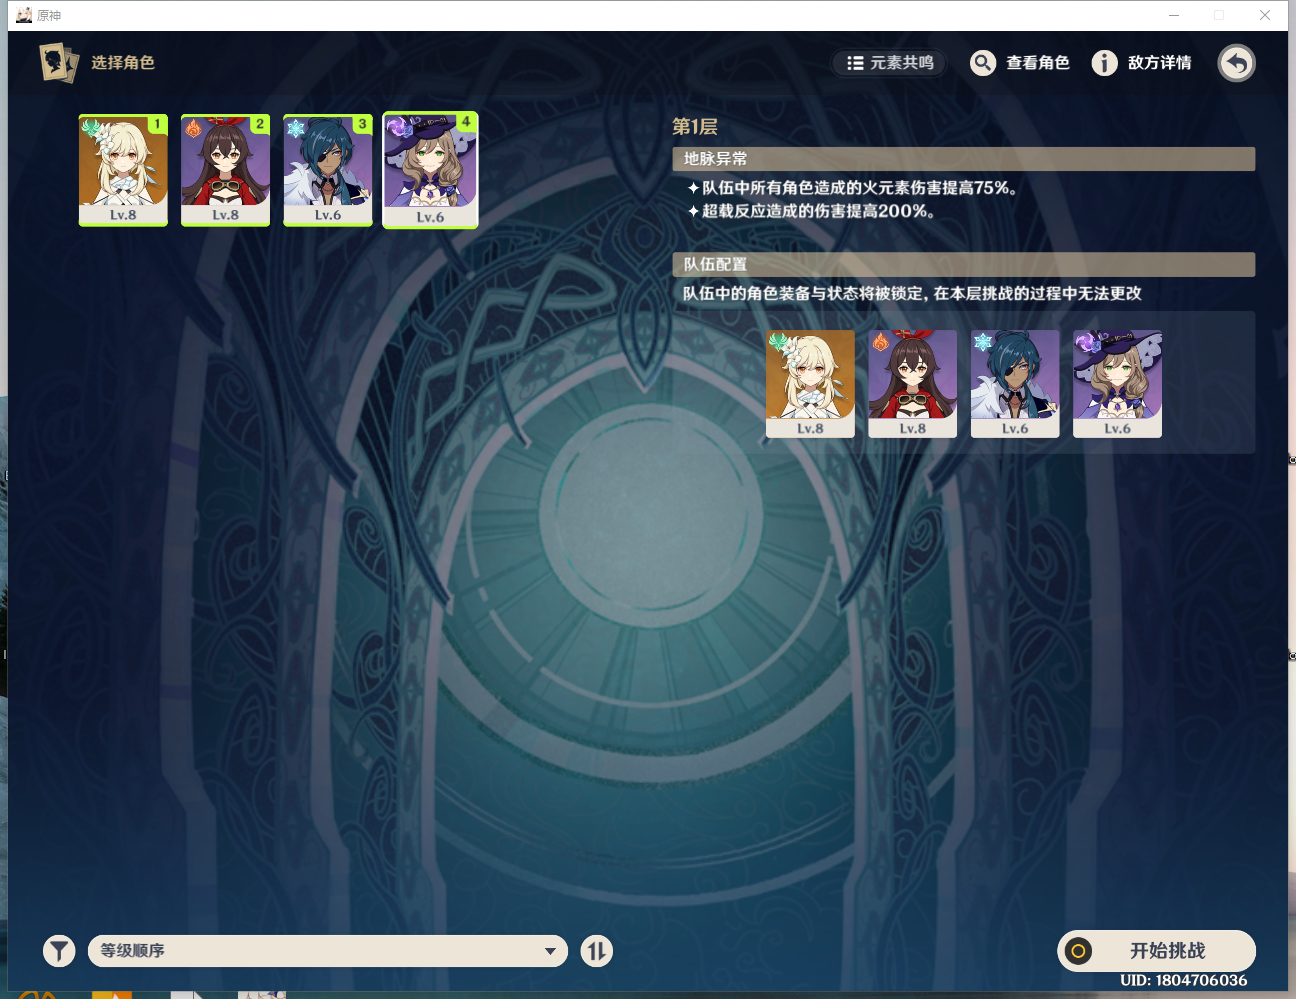 原神
选择角色
元素共鸣
查看角色
敌方详情
1
2
3
4
Lv.8
Lv.8
Lv.6
Lv.6
第1层
地脉异常
✦队伍中所有角色造成的火元素伤害提高75%。
✦超载反应造成的伤害提高200%。
队伍配置
队伍中的角色装备与状态将被锁定, 在本层挑战的过程中无法更改
Lv.8
Lv.8
Lv.6
Lv.6
等级顺序
开始挑战
UID: 1804706036